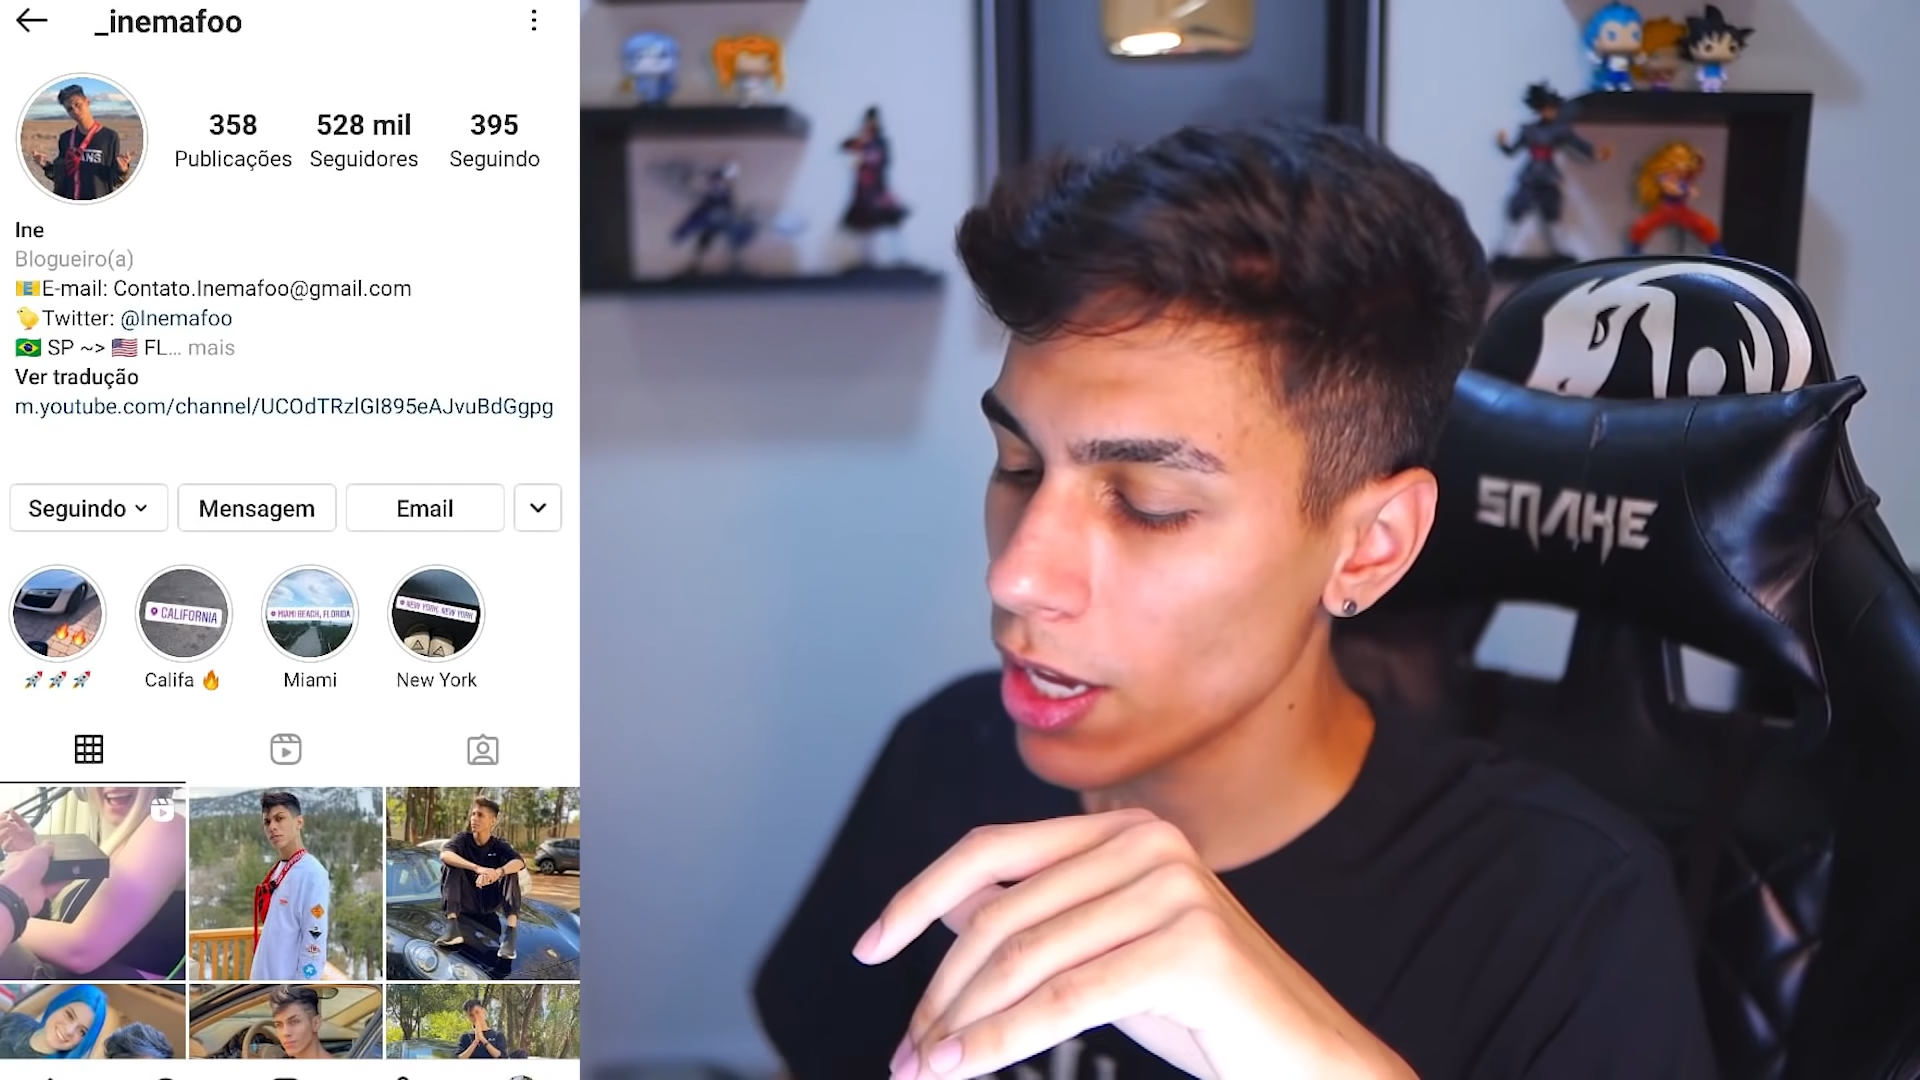 _inemafoo
358
528 mil
395
Publicações
Seguidores
Seguindo
Ine
Blogueiro(a)
📧E-mail: Contato.Inemafoo@gmail.com
🐤Twitter: @Inemafoo
🇧🇷 SP ~> 🇺🇸 FL... mais
Ver tradução
m.youtube.com/channel/UCOdTRzlGI895eAJvuBdGgpg
Seguindo
Mensagem
Email
CALIFORNIA
MIAMI BEACH, FLORIDA
NEW YORK, NEW YORK
🚀🚀🚀
Califa 🔥
Miami
New York
SNAKE